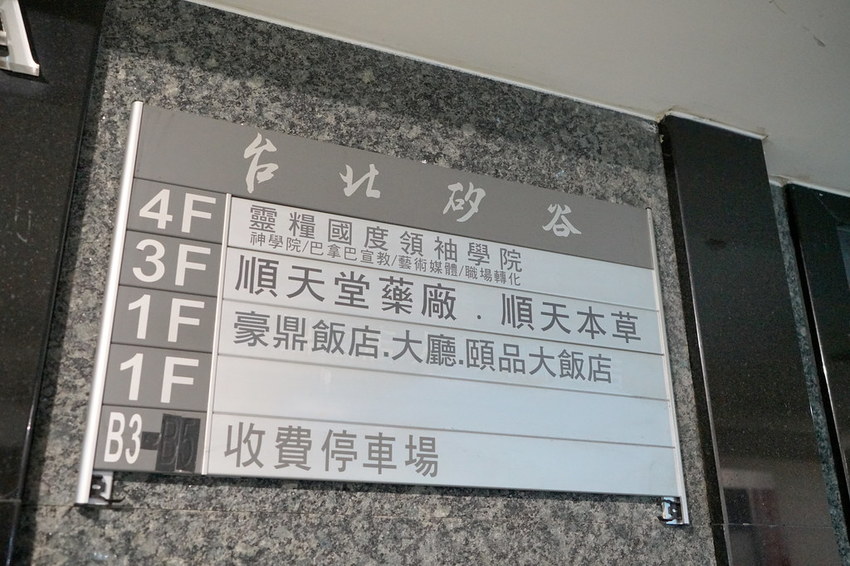 A
台北矽谷
4F 靈糧國度領袖學院
神學院/巴拿巴宣教/藝術媒體/職場轉化
3F 順天堂藥廠.順天本草
1F 豪鼎飯店.大廳.頤品大飯店
1F
B3-B5 收費停車場